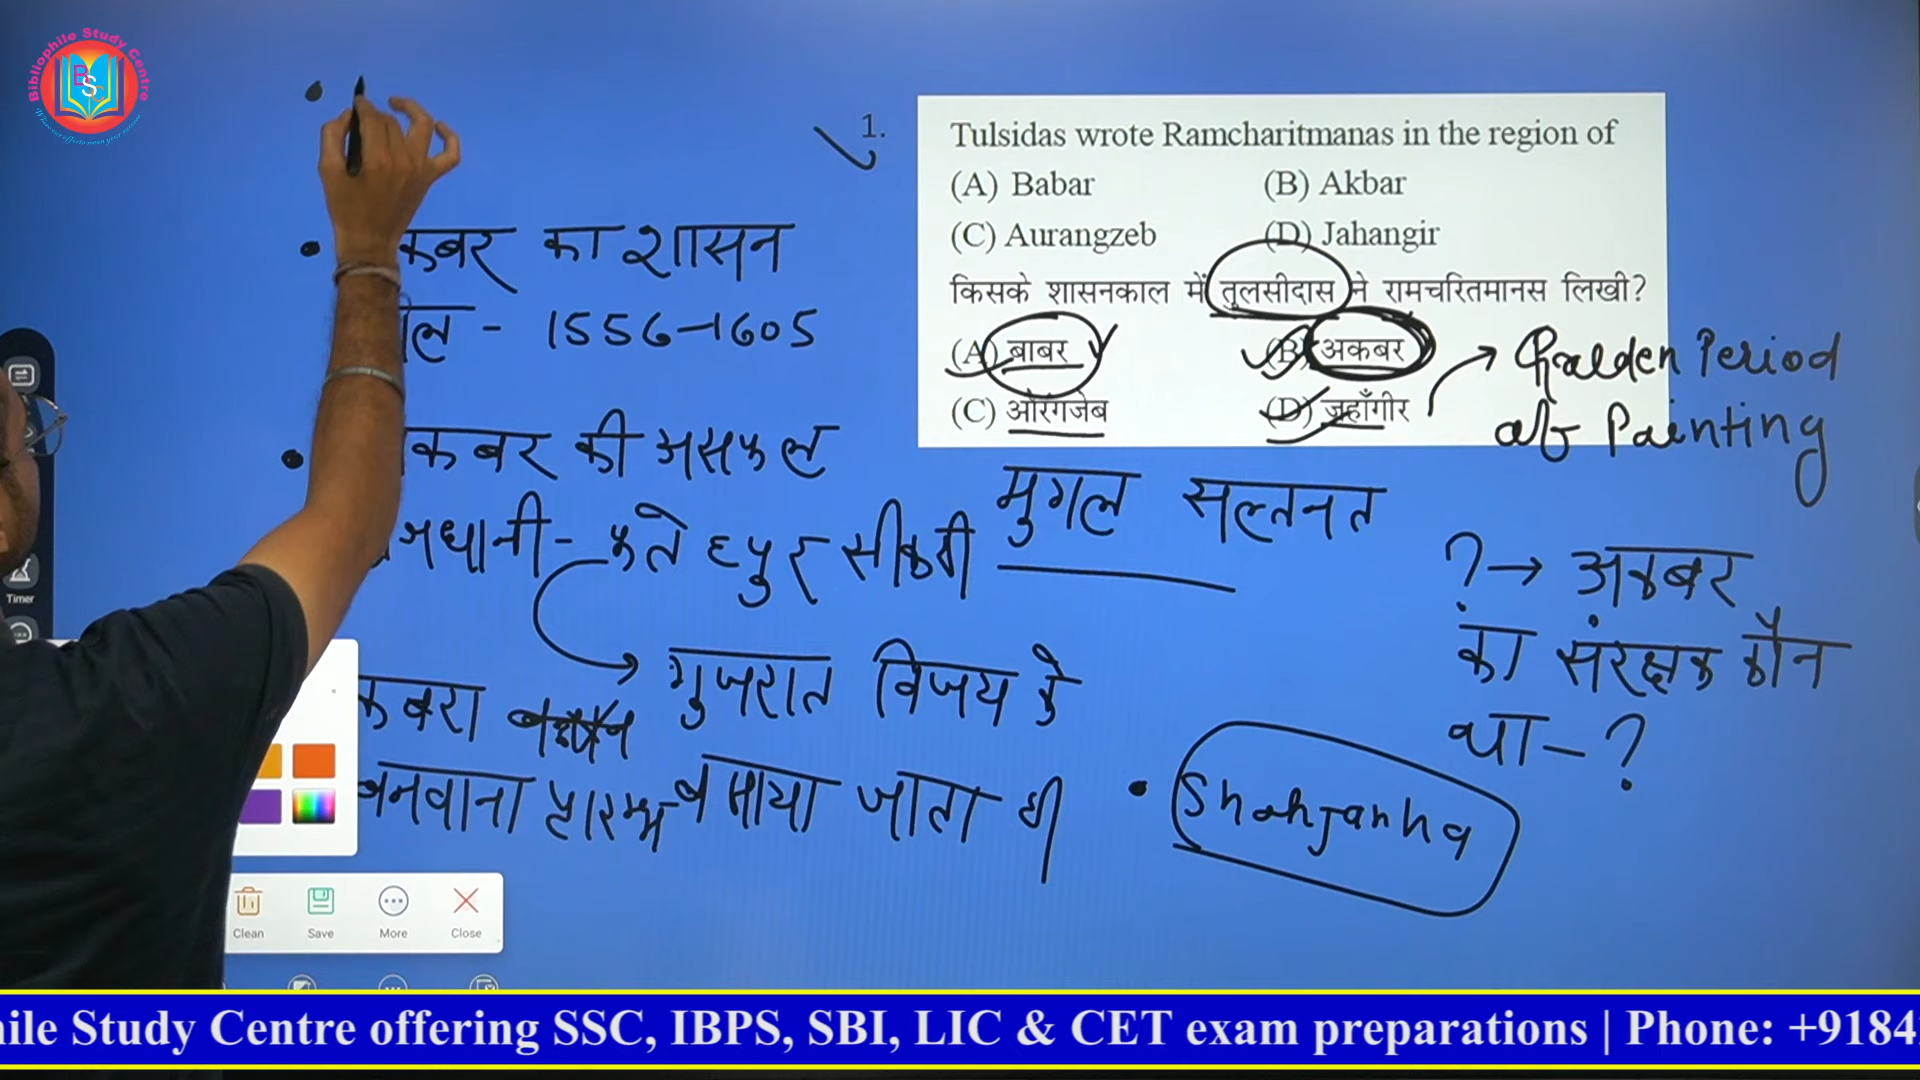 Bibliophile Study Centre
BSC
1.
Tulsidas wrote Ramcharitmanas in the region of
(A) Babar (B) Akbar
(C) Aurangzeb (D) Jahangir
किसके शासनकाल में तुलसीदास ने रामचरितमानस लिखी?
(A) बाबर (B) अकबर
(C) औरंगजेब (D) जहाँगीर
Period
Painting
कबर का शासन
ल - 1556-1605
कबर की असफल
जधानी - फतेहपुर सीकरी
गुजरात विजय के
कबरा
बनवाना प्रारम्भ
जाता
मुगल सल्तनत
? → अकबर
का संरक्षक कौन
था - ?
Shahjanha
Timer
Clean Save More Close
ile Study Centre offering SSC, IBPS, SBI, LIC & CET exam preparations | Phone: +9184